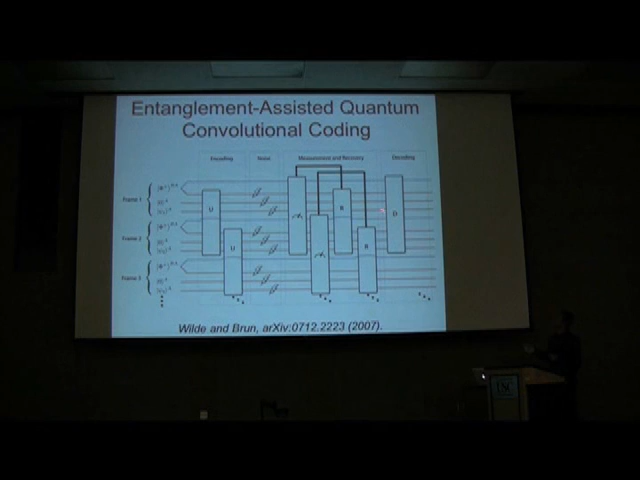 Entanglement-Assisted Quantum
Convolutional Coding
Encoding Noise Measurement and Recovery Decoding
Frame 1
Frame 2
Frame 3
U
U
R
R
D
Wilde and Brun, arXiv:0712.2223 (2007).
USC